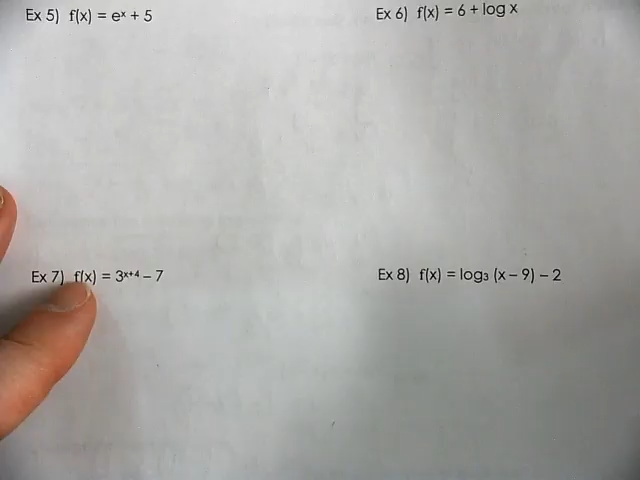 Ex 5) f(x) = eˣ + 5
Ex 6) f(x) = 6 + log x
Ex 7) f(x) = 3ˣ⁺⁴ – 7
Ex 8) f(x) = log₃ (x – 9) – 2